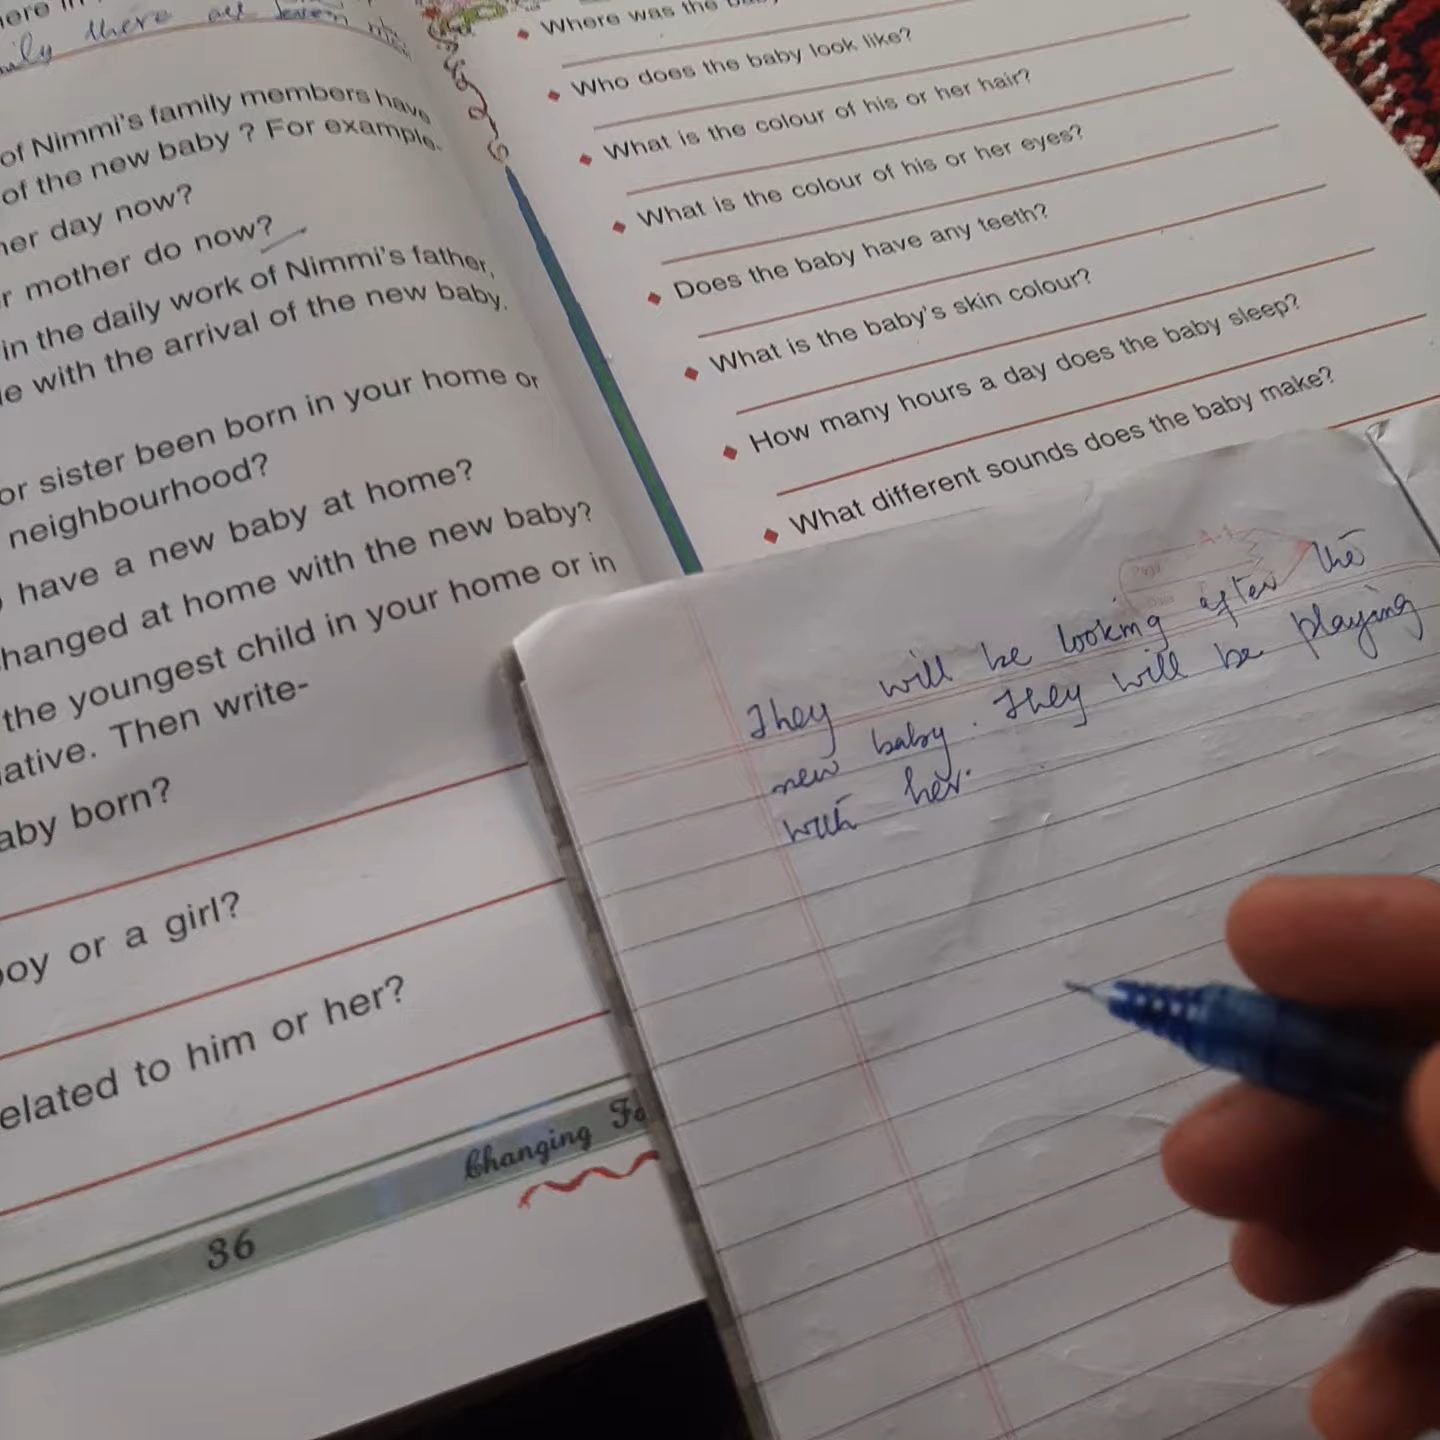 ily there are seven
of Nimmi's family members have
of the new baby ? For example-
her day now?
r mother do now?
in the daily work of Nimmi's father,
e with the arrival of the new baby.
or sister been born in your home or
neighbourhood?
have a new baby at home?
hanged at home with the new baby?
the youngest child in your home or in
ative. Then write-
aby born?
boy or a girl?
elated to him or her?
36
Changing Fa
Where was the baby
Who does the baby look like?
What is the colour of his or her hair?
What is the colour of his or her eyes?
Does the baby have any teeth?
What is the baby's skin colour?
How many hours a day does the baby sleep?
What different sounds does the baby make?
They will be looking after the
new baby. They will be playing
with her.